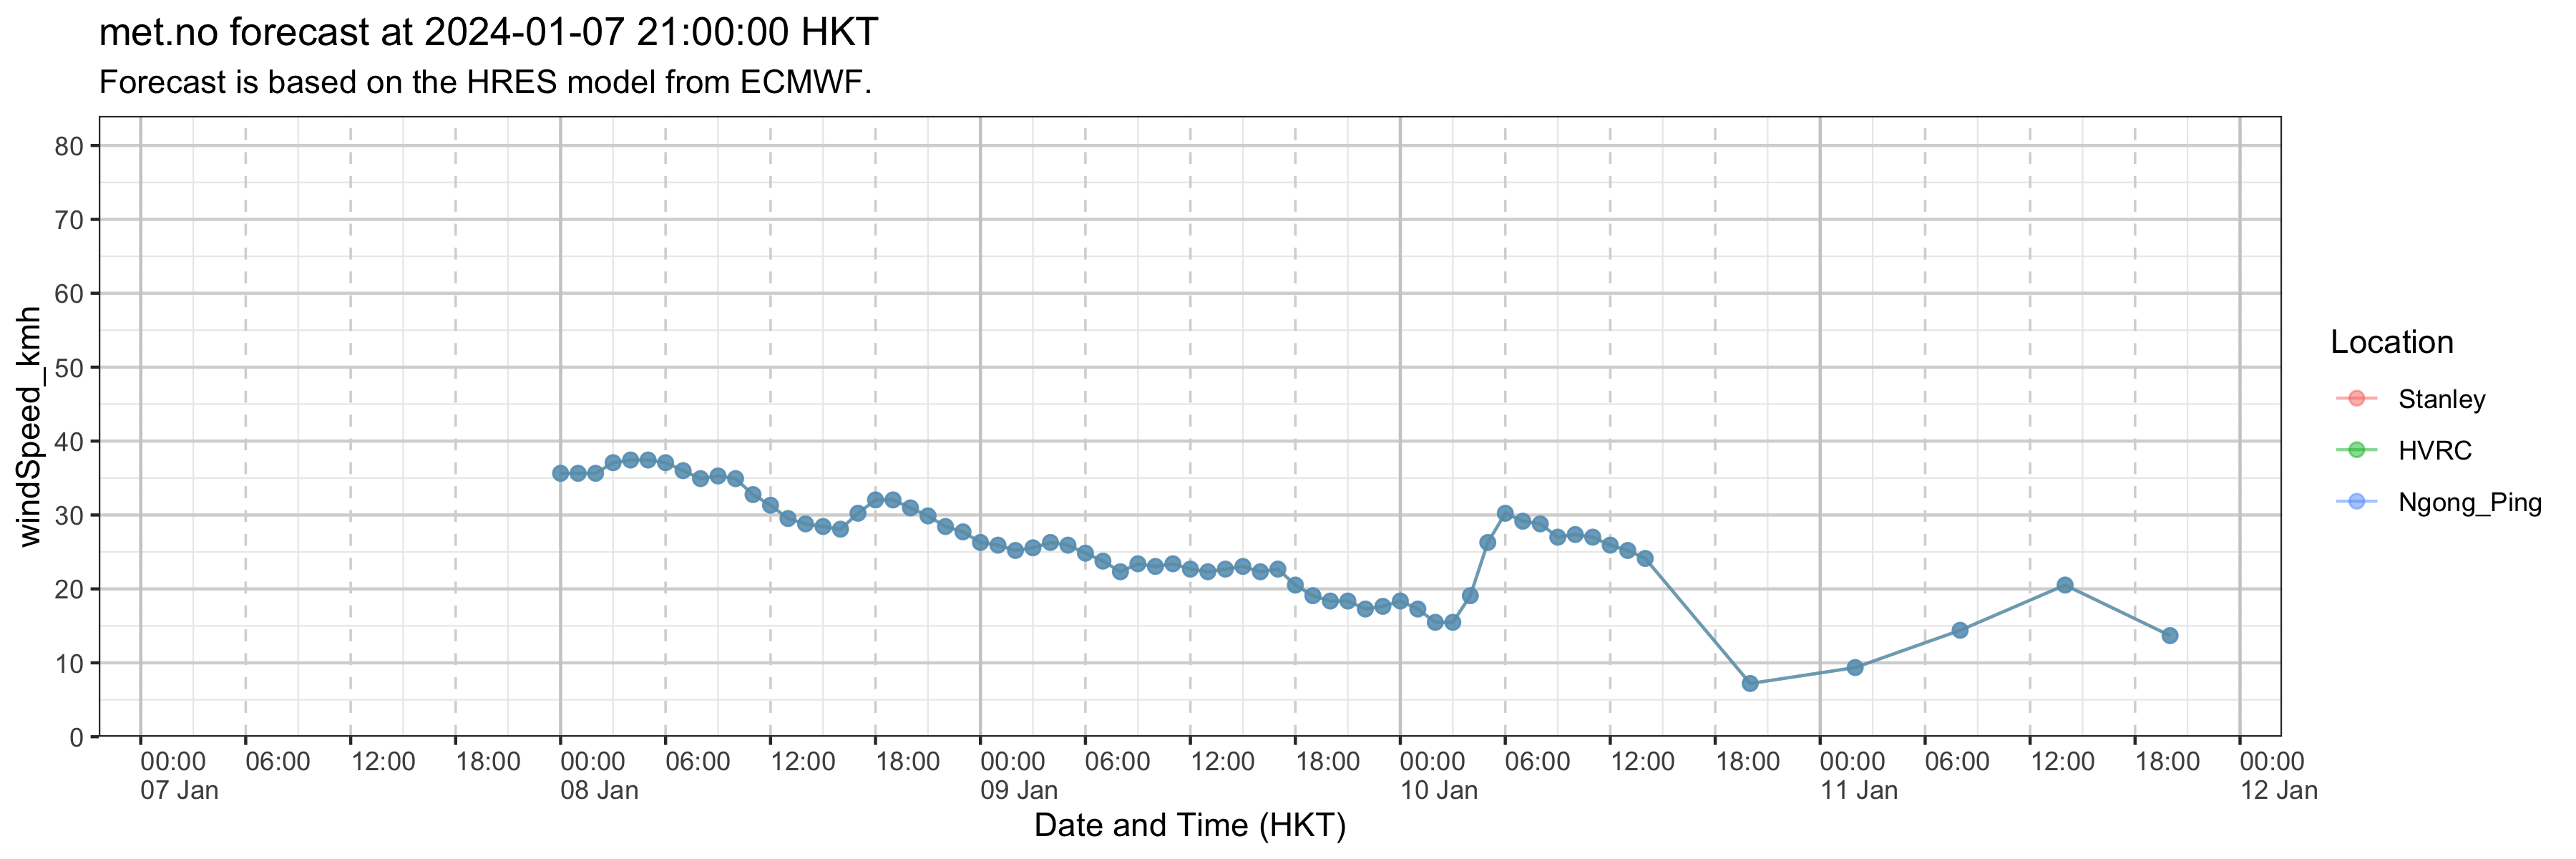 met.no forecast at 2024-01-07 21:00:00 HKT
Forecast is based on the HRES model from ECMWF.
windSpeed_kmh
80
70
60
50
40
30
20
10
0
00:00 06:00 12:00 18:00 00:00 06:00 12:00 18:00 00:00 06:00 12:00 18:00 00:00 06:00 12:00 18:00 00:00 06:00 12:00 18:00 00:00
07 Jan 08 Jan 09 Jan 10 Jan 11 Jan 12 Jan
Date and Time (HKT)
Location
Stanley
HVRC
Ngong_Ping